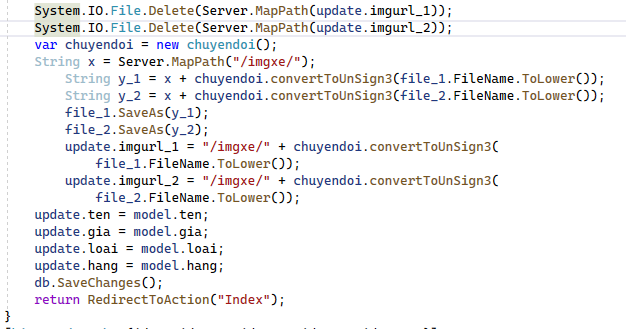 System.IO.File.Delete(Server.MapPath(update.imgurl_1));
System.IO.File.Delete(Server.MapPath(update.imgurl_2));
var chuyendoi = new chuyendoi();
String x = Server.MapPath("/imgxe/");
String y_1 = x + chuyendoi.convertToUnSign3(file_1.FileName.ToLower());
String y_2 = x + chuyendoi.convertToUnSign3(file_2.FileName.ToLower());
file_1.SaveAs(y_1);
file_2.SaveAs(y_2);
update.imgurl_1 = "/imgxe/" + chuyendoi.convertToUnSign3(
file_1.FileName.ToLower());
update.imgurl_2 = "/imgxe/" + chuyendoi.convertToUnSign3(
file_2.FileName.ToLower());
update.ten = model.ten;
update.gia = model.gia;
update.loai = model.loai;
update.hang = model.hang;
db.SaveChanges();
return RedirectToAction("Index");
}